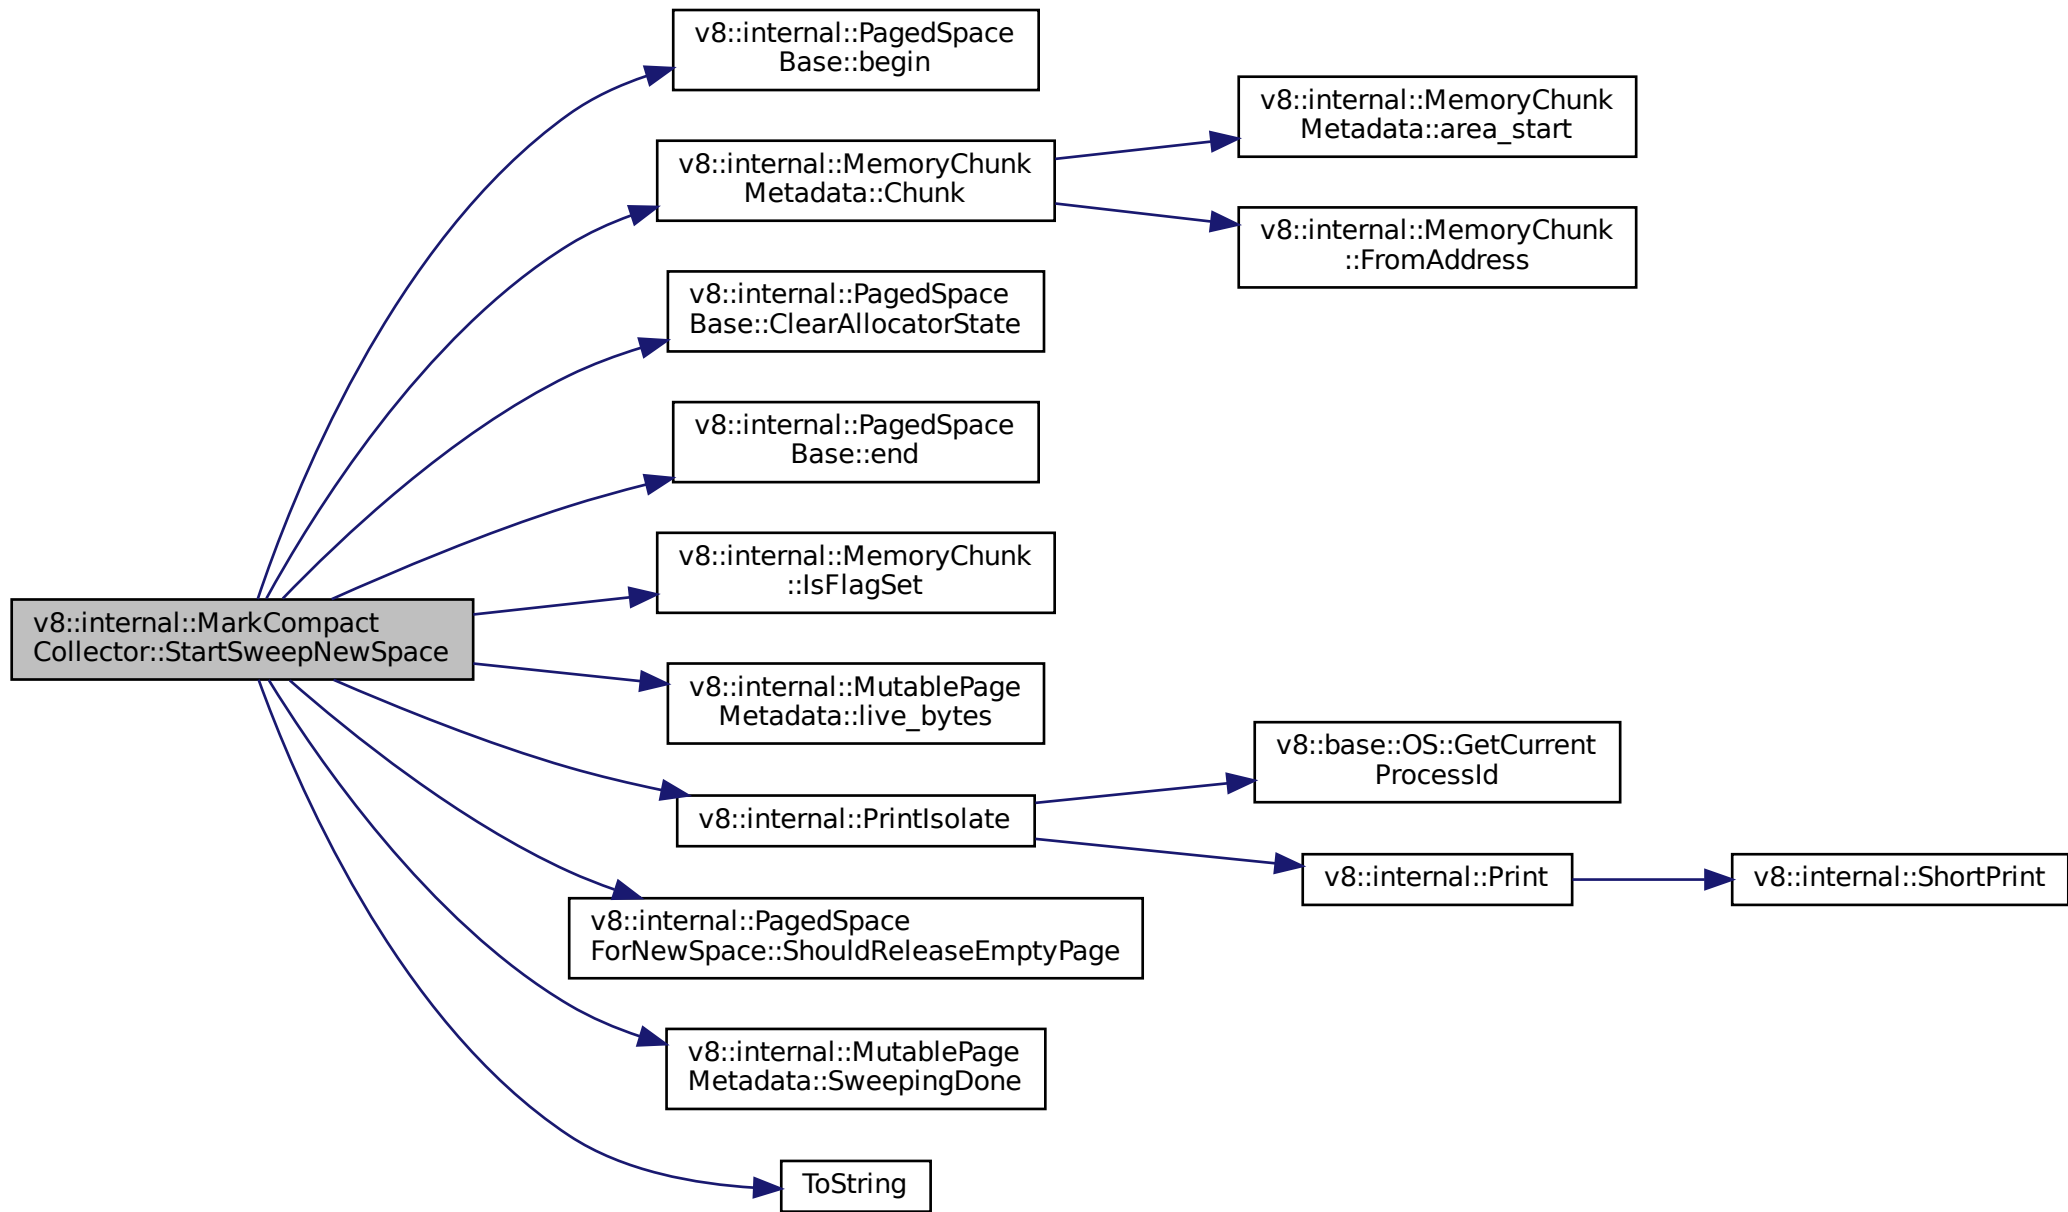 v8::internal::PagedSpace
Base::begin
v8::internal::MemoryChunk
Metadata::area_start
v8::internal::MemoryChunk
Metadata::Chunk
v8::internal::MemoryChunk
::FromAddress
v8::internal::PagedSpace
Base::ClearAllocatorState
v8::internal::PagedSpace
Base::end
v8::internal::MemoryChunk
::IsFlagSet
v8::internal::MarkCompact
Collector::StartSweepNewSpace
v8::internal::MutablePage
Metadata::live_bytes
v8::base::OS::GetCurrent
ProcessId
v8::internal::PrintIsolate
v8::internal::Print
v8::internal::ShortPrint
v8::internal::PagedSpace
ForNewSpace::ShouldReleaseEmptyPage
v8::internal::MutablePage
Metadata::SweepingDone
ToString